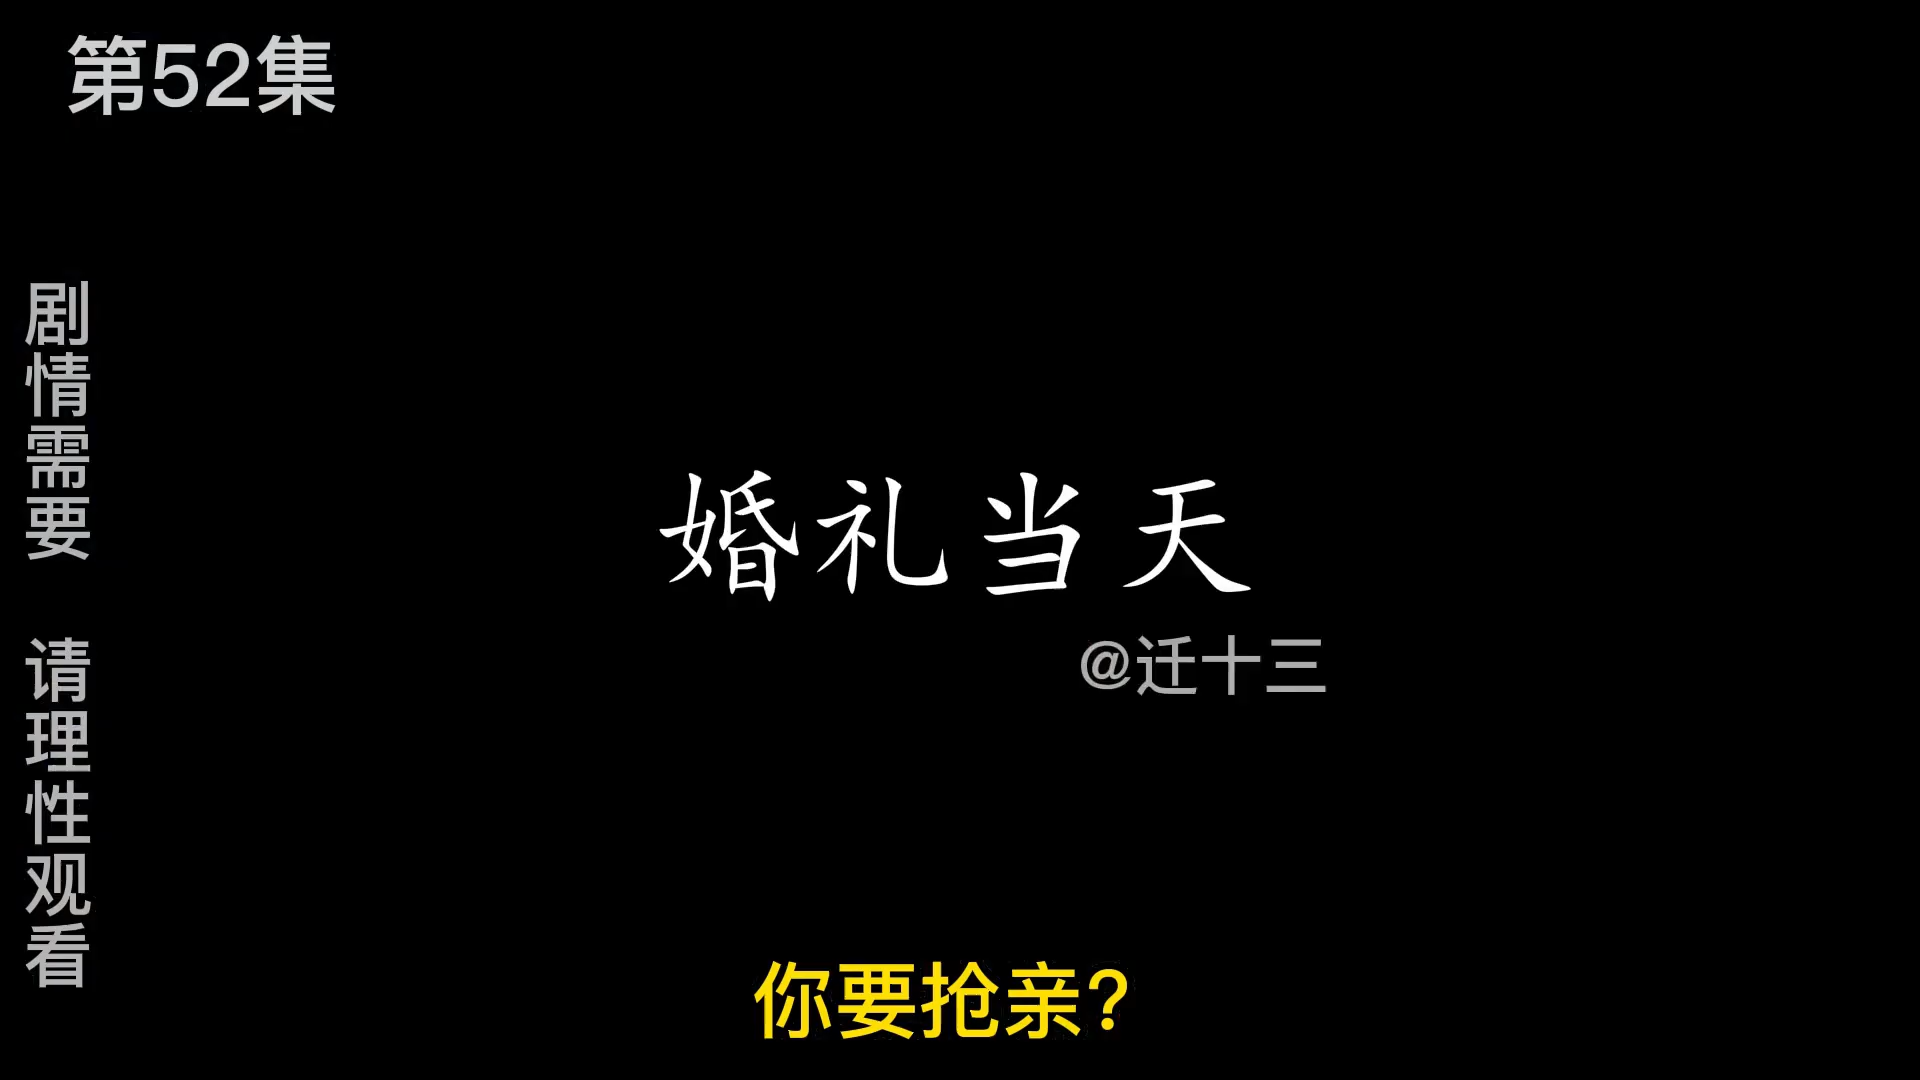 第52集
剧情需要 请理性观看
婚礼当天
@迁十三
你要抢亲?